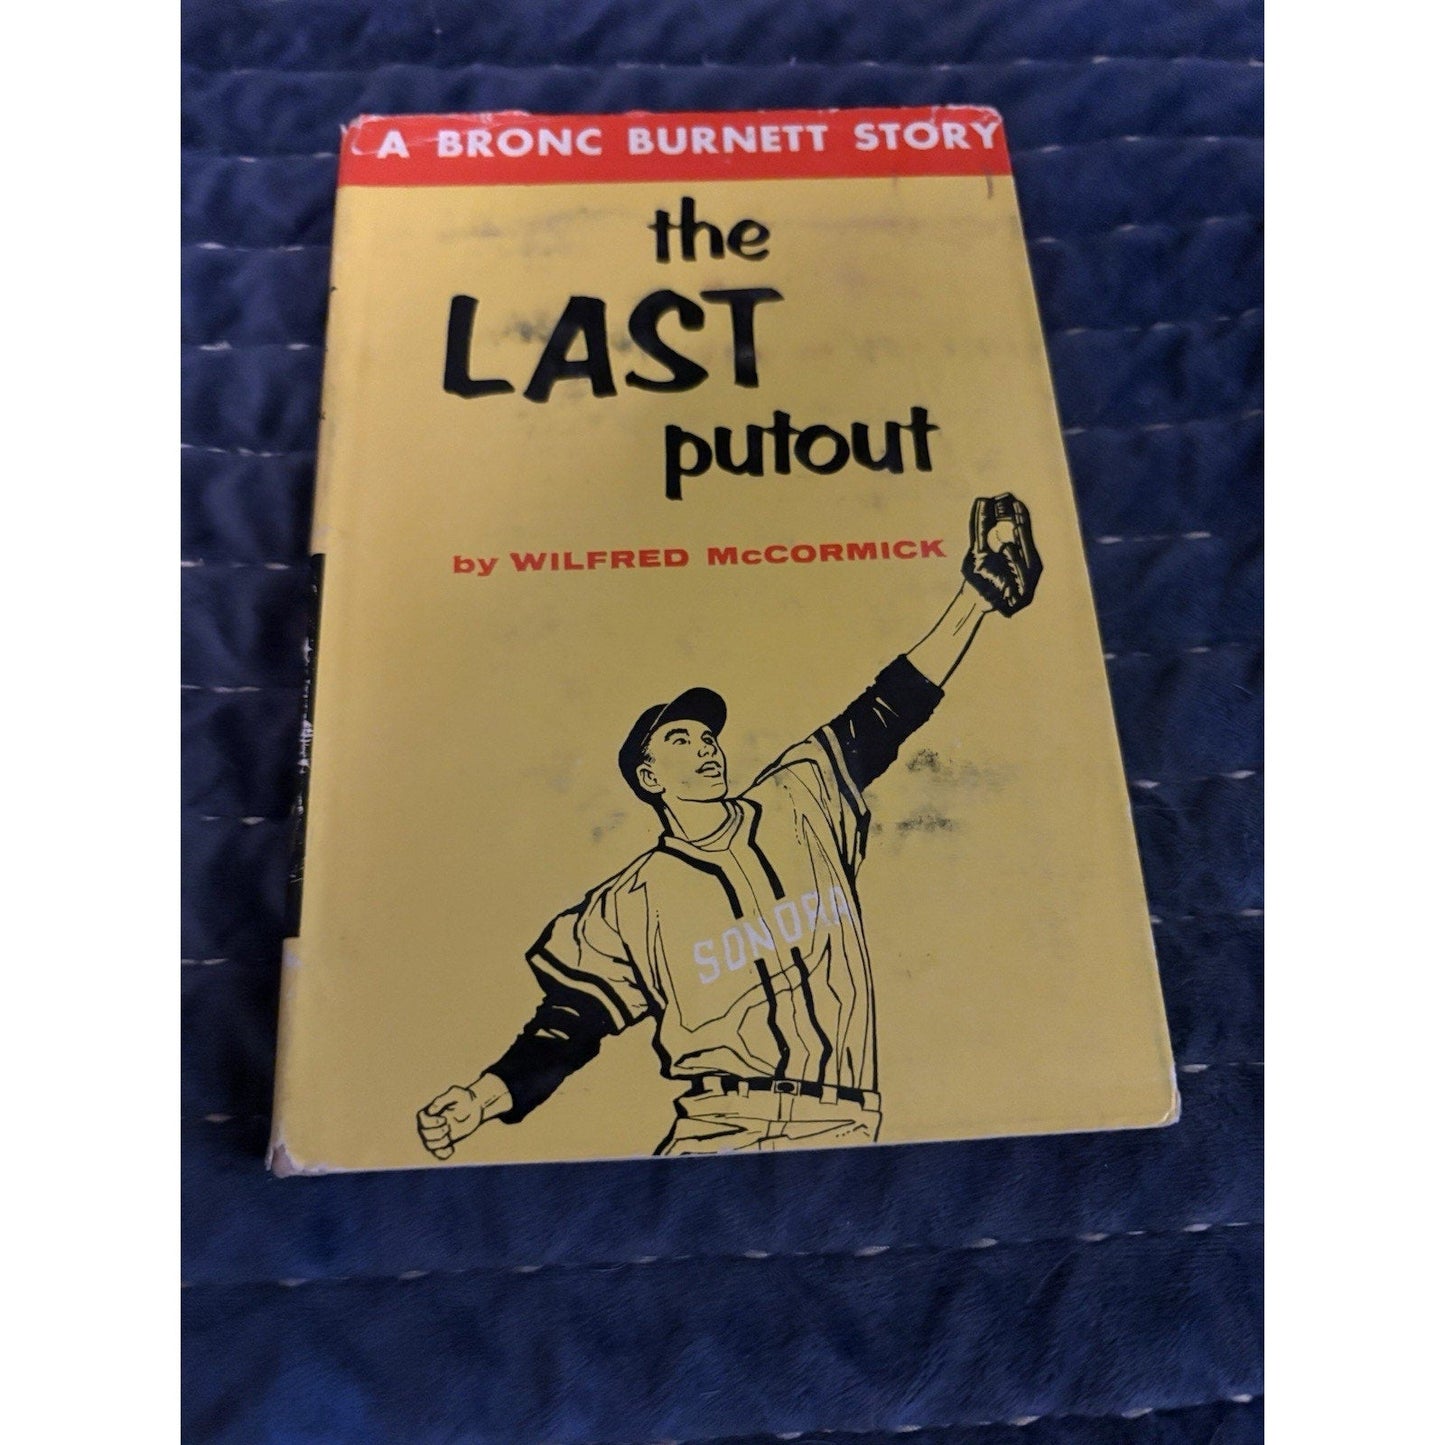 A BRONC BURNETT STORY
the
LAST
putout
by WILFRED McCORMICK
SONORA